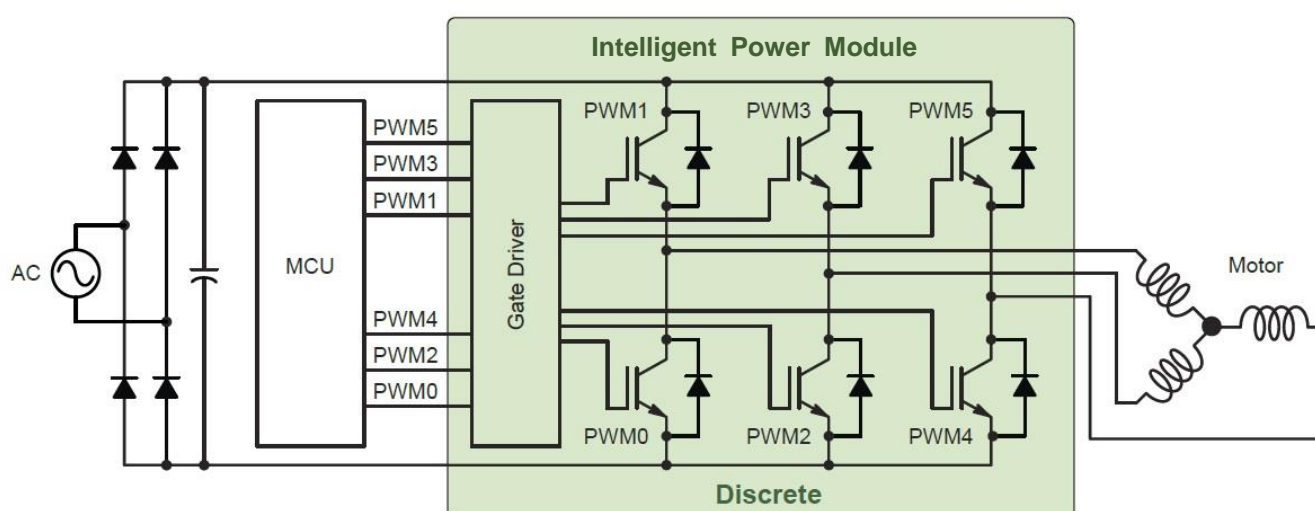 Intelligent Power Module
PWM1
PWM3
PWM5
PWM5
PWM3
PWM1
AC
MCU
Gate Driver
Motor
PWM4
PWM2
PWM0
PWM0
PWM2
PWM4
Discrete